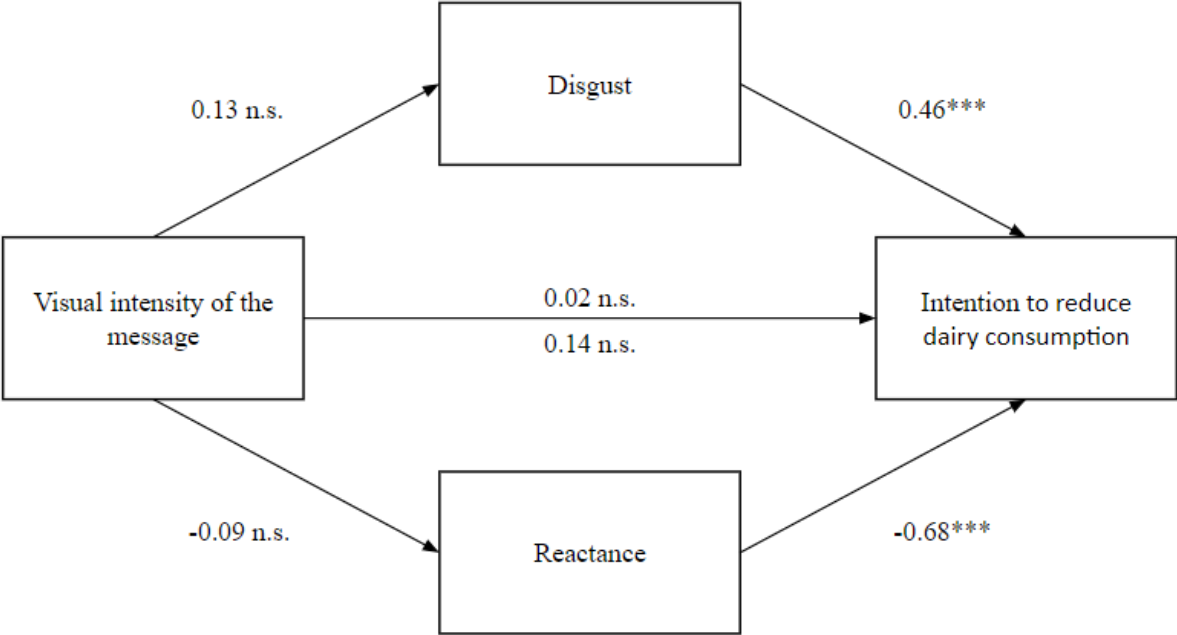 Disgust
0.13 n.s.
0.46***
Visual intensity of the
message
0.02 n.s.
0.14 n.s.
Intention to reduce
dairy consumption
-0.09 n.s.
-0.68***
Reactance